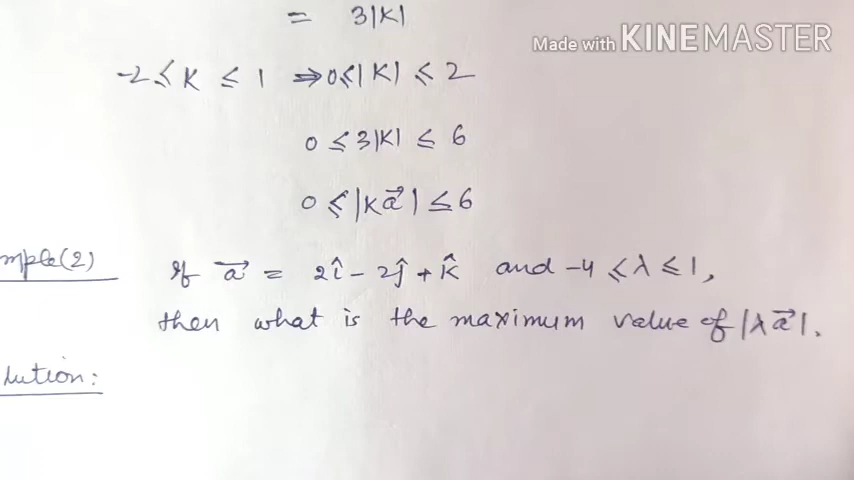 = 3|K|
Made with KINEMASTER
-2 ≤ K ≤ 1 ⇒ 0≤|K| ≤ 2
0 ≤ 3|K| ≤ 6
0 ≤ |K a⃗| ≤ 6
mple(2) If a⃗ = 2î - 2ĵ + k̂ and -4 ≤ λ ≤ 1,
then what is the maximum value of |λa⃗|.
lution: